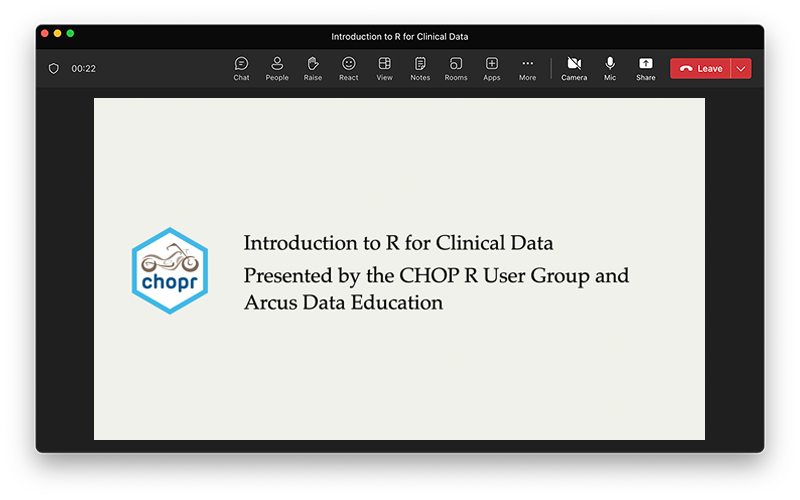 Introduction to R for Clinical Data
00:22
Chat People Raise React View Notes Rooms Apps More Camera Mic Share Leave
chopr
Introduction to R for Clinical Data
Presented by the CHOP R User Group and
Arcus Data Education